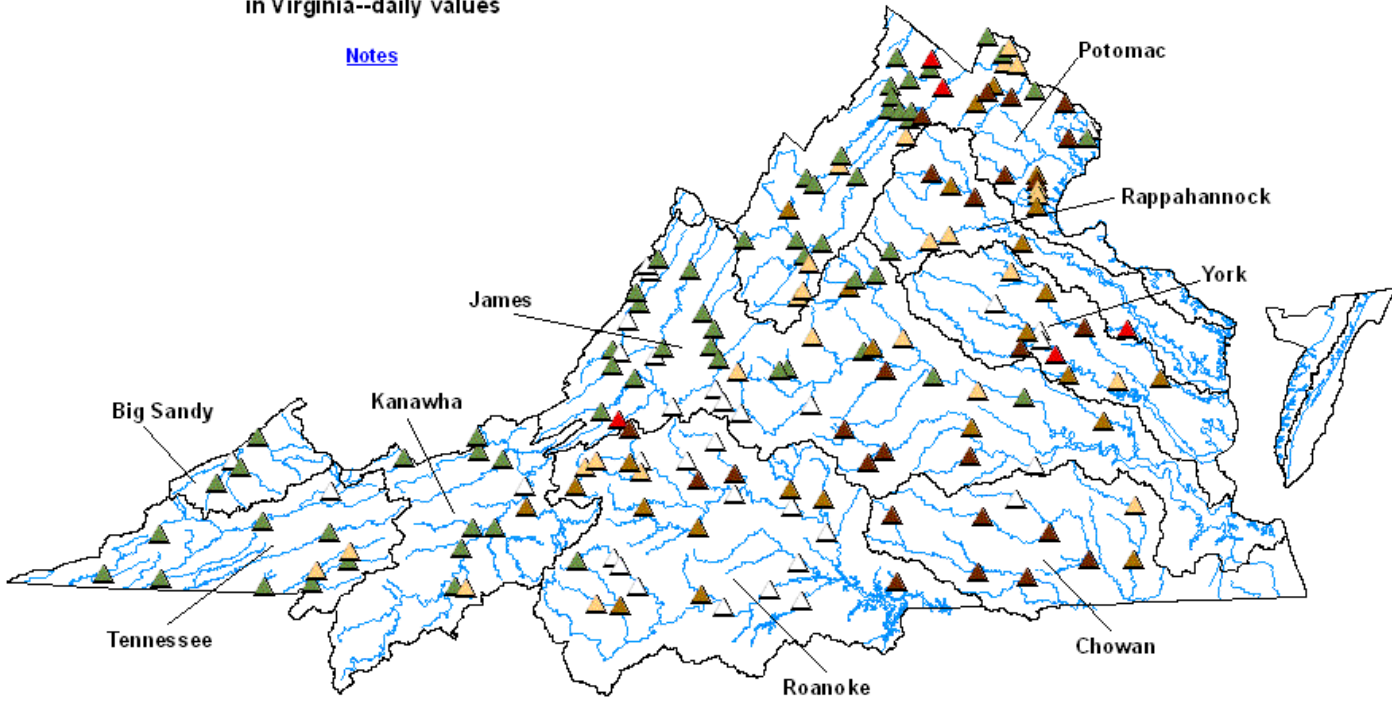 in Virginia--daily values
Notes
Potomac
Rappahannock
York
James
Kanawha
Big Sandy
Tennessee
Chowan
Roanoke